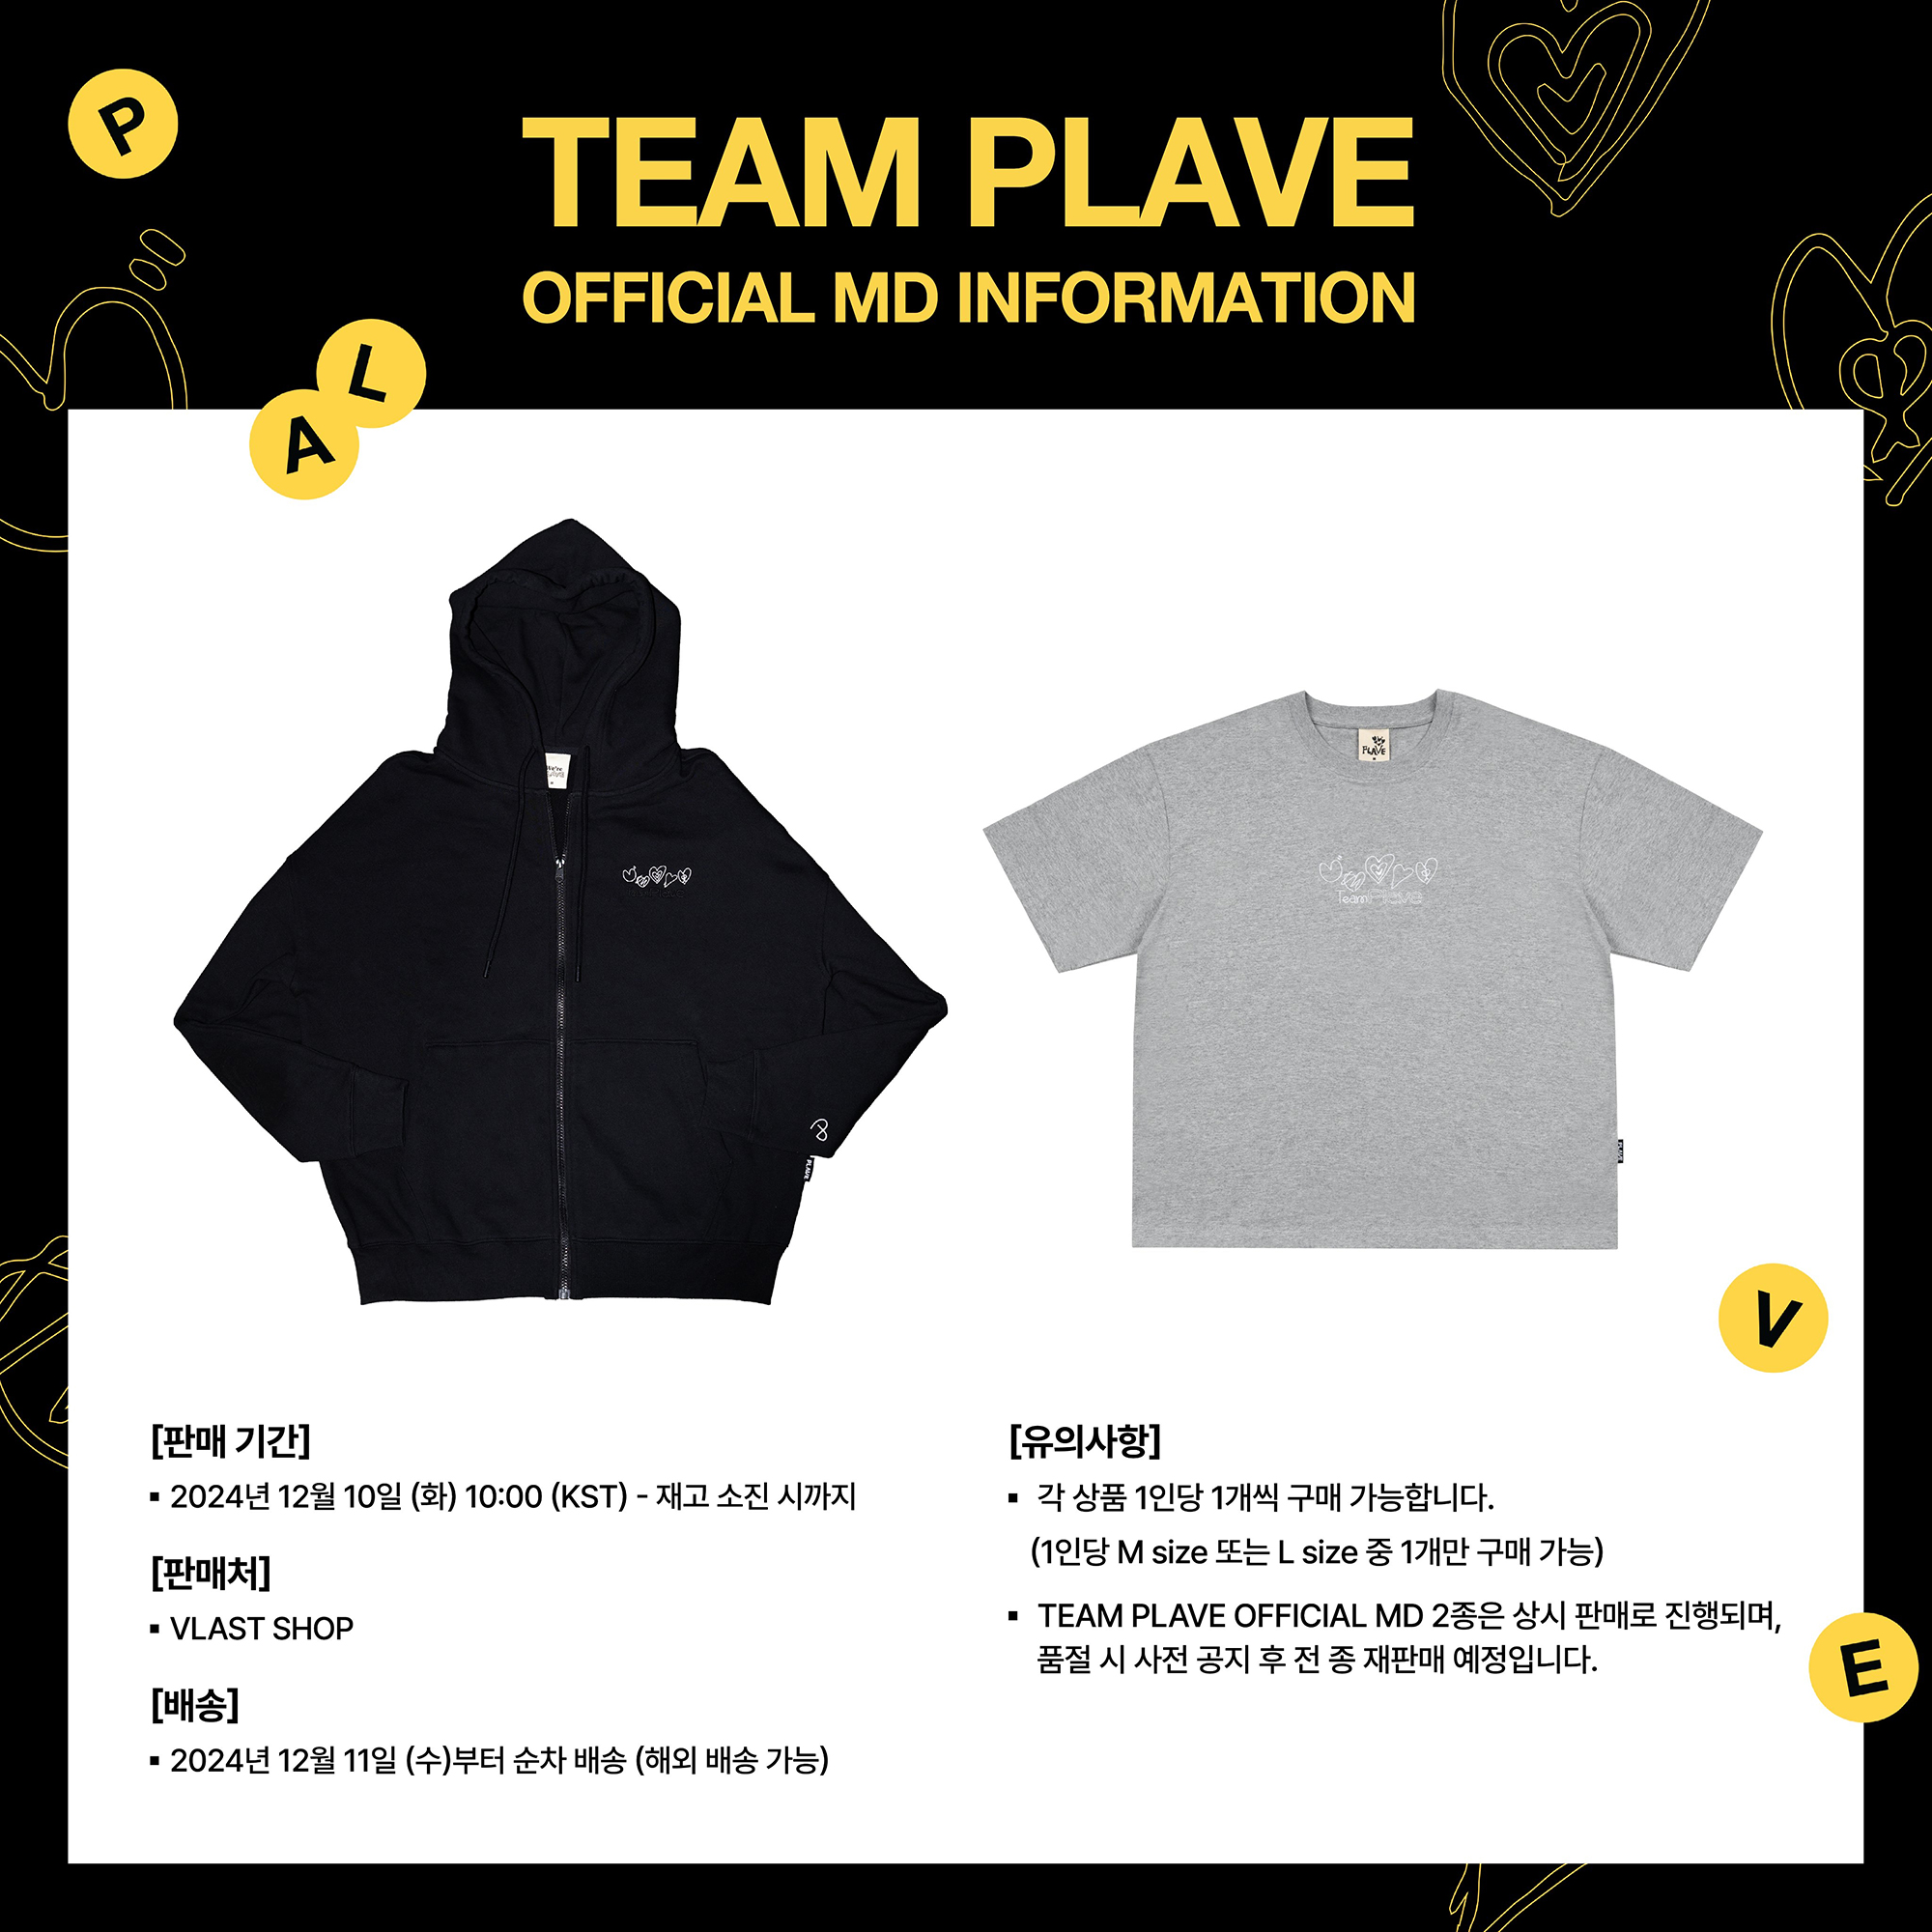 P
TEAM PLAVE
OFFICIAL MD INFORMATION
L
A
PLAVE
Team
PLAVE
PLAVE
V
[판매 기간]
▪ 2024년 12월 10일 (화) 10:00 (KST) - 재고 소진 시까지
[판매처]
▪ VLAST SHOP
[배송]
▪ 2024년 12월 11일 (수)부터 순차 배송 (해외 배송 가능)
[유의사항]
▪ 각 상품 1인당 1개씩 구매 가능합니다.
(1인당 M size 또는 L size 중 1개만 구매 가능)
▪ TEAM PLAVE OFFICIAL MD 2종은 상시 판매로 진행되며,
품절 시 사전 공지 후 전 종 재판매 예정입니다.
E